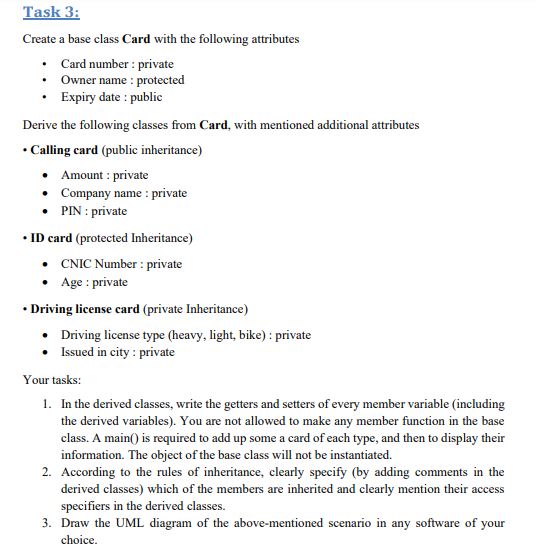 Task 3:
Create a base class Card with the following attributes
• Card number : private
• Owner name : protected
• Expiry date : public
Derive the following classes from Card, with mentioned additional attributes
• Calling card (public inheritance)
• Amount : private
• Company name : private
• PIN : private
• ID card (protected Inheritance)
• CNIC Number : private
• Age : private
• Driving license card (private Inheritance)
• Driving license type (heavy, light, bike) : private
• Issued in city : private
Your tasks:
1. In the derived classes, write the getters and setters of every member variable (including
the derived variables). You are not allowed to make any member function in the base
class. A main() is required to add up some a card of each type, and then to display their
information. The object of the base class will not be instantiated.
2. According to the rules of inheritance, clearly specify (by adding comments in the
derived classes) which of the members are inherited and clearly mention their access
specifiers in the derived classes.
3. Draw the UML diagram of the above-mentioned scenario in any software of your
choice.